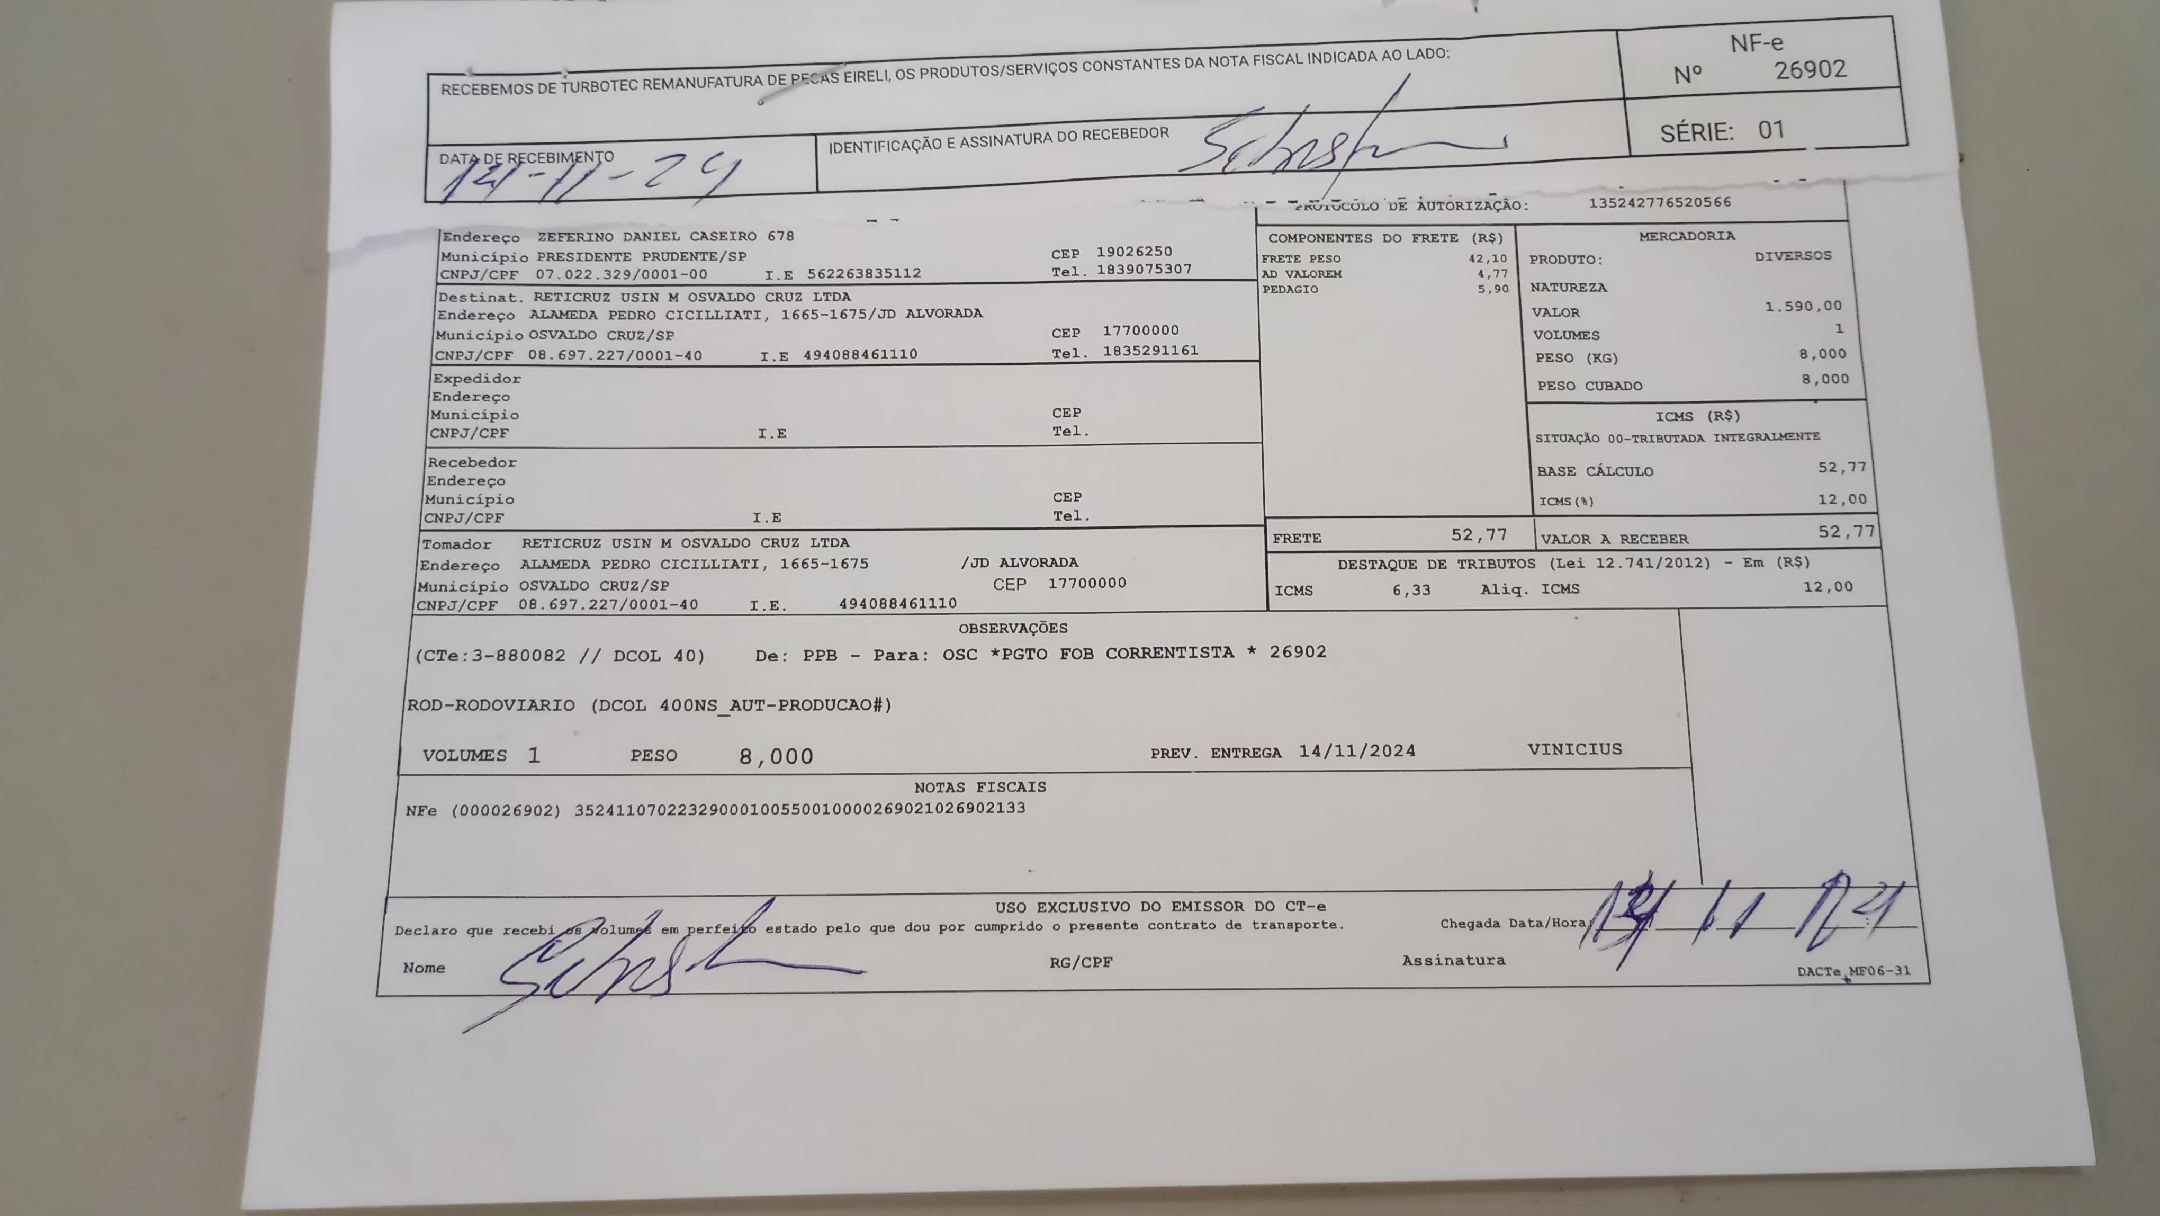 RECEBEMOS DE TURBOTEC REMANUFATURA DE PEÇAS EIRELI, OS PRODUTOS/SERVIÇOS CONSTANTES DA NOTA FISCAL INDICADA AO LADO:
NF-e
Nº 26902
SÉRIE: 01
DATA DE RECEBIMENTO
14-11-24
IDENTIFICAÇÃO E ASSINATURA DO RECEBEDOR
PROTOCOLO DE AUTORIZAÇÃO: 135242776520566
Endereço ZEFERINO DANIEL CASEIRO 678
Município PRESIDENTE PRUDENTE/SP CEP 19026250
CNPJ/CPF 07.022.329/0001-00 I.E 562263835112 Tel. 1839075307
Destinat. RETICRUZ USIN M OSVALDO CRUZ LTDA
Endereço ALAMEDA PEDRO CICILLIATI, 1665-1675/JD ALVORADA
Município OSVALDO CRUZ/SP CEP 17700000
CNPJ/CPF 08.697.227/0001-40 I.E 494088461110 Tel. 1835291161
Expedidor
Endereço
Município CEP
CNPJ/CPF I.E Tel.
Recebedor
Endereço
Município CEP
CNPJ/CPF I.E Tel.
Tomador RETICRUZ USIN M OSVALDO CRUZ LTDA
Endereço ALAMEDA PEDRO CICILLIATI, 1665-1675 /JD ALVORADA
Município OSVALDO CRUZ/SP CEP 17700000
CNPJ/CPF 08.697.227/0001-40 I.E. 494088461110
COMPONENTES DO FRETE (R$)
FRETE PESO 42,10
AD VALOREM 4,77
PEDAGIO 5,90
MERCADORIA
PRODUTO: DIVERSOS
NATUREZA
VALOR 1.590,00
VOLUMES 1
PESO (KG) 8,000
PESO CUBADO 8,000
ICMS (R$)
SITUAÇÃO 00-TRIBUTADA INTEGRALMENTE
BASE CÁLCULO 52,77
ICMS(%) 12,00
FRETE 52,77 VALOR A RECEBER 52,77
DESTAQUE DE TRIBUTOS (Lei 12.741/2012) - Em (R$)
ICMS 6,33 Aliq. ICMS 12,00
OBSERVAÇÕES
(CTe:3-880082 // DCOL 40) De: PPB - Para: OSC *PGTO FOB CORRENTISTA * 26902
ROD-RODOVIARIO (DCOL 400NS_AUT-PRODUCAO#)
VOLUMES 1 PESO 8,000 PREV. ENTREGA 14/11/2024 VINICIUS
NOTAS FISCAIS
NFe (000026902) 35241107022329000100550010000269021026902133
USO EXCLUSIVO DO EMISSOR DO CT-e
Declaro que recebi os volumes em perfeito estado pelo que dou por cumprido o presente contrato de transporte. Chegada Data/Hora
Nome RG/CPF Assinatura
DACTe MF06-31